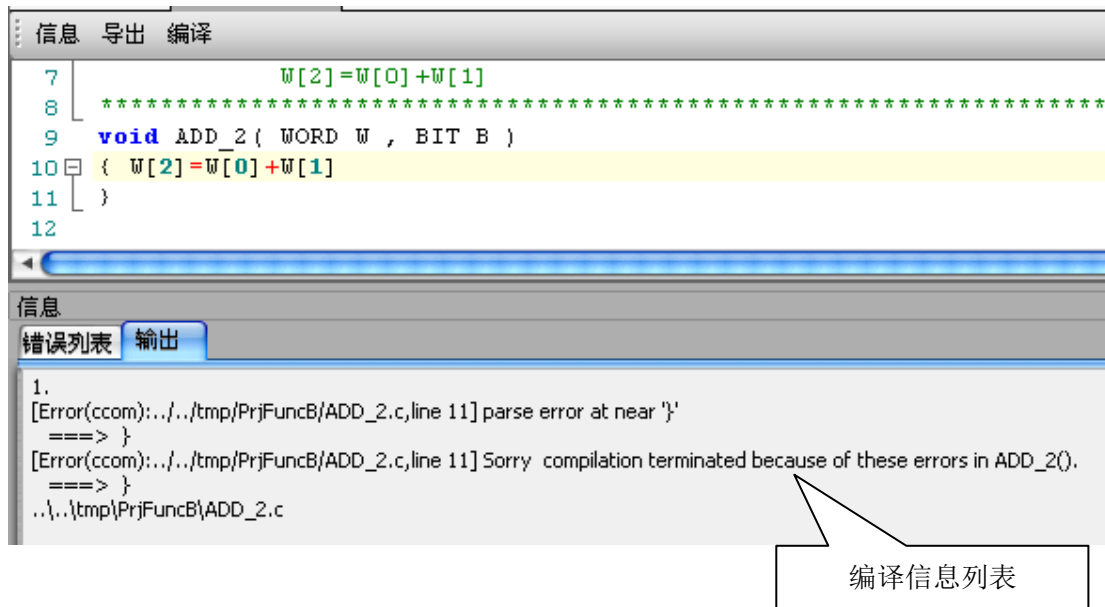 信息 导出 编译
7 W[2]=W[0]+W[1]
8 *******************************************************************
9 void ADD_2( WORD W , BIT B )
10 { W[2]=W[0]+W[1]
11 }
12
信息
错误列表 输出
1.
[Error(ccom):../../tmp/PrjFuncB/ADD_2.c,line 11] parse error at near '}'
===> }
[Error(ccom):../../tmp/PrjFuncB/ADD_2.c,line 11] Sorry compilation terminated because of these errors in ADD_2().
===> }
..\..\tmp\PrjFuncB\ADD_2.c
编译信息列表